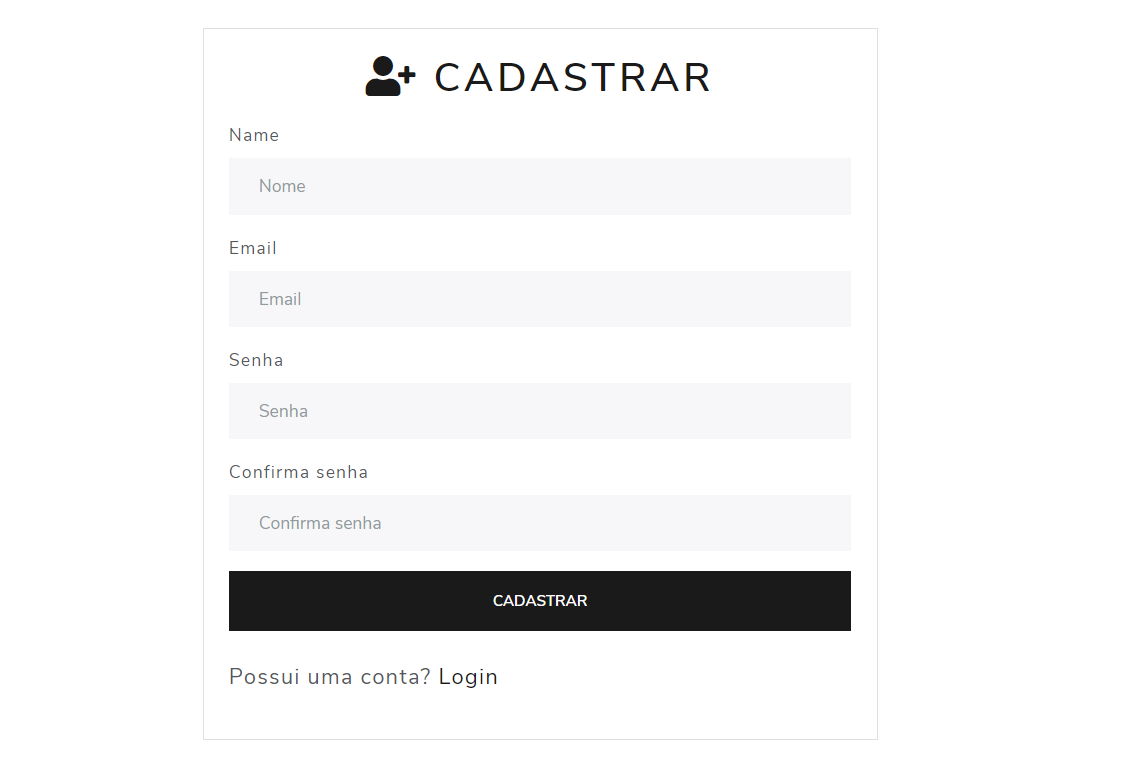 CADASTRAR
Name
Nome
Email
Email
Senha
Senha
Confirma senha
Confirma senha
CADASTRAR
Possui uma conta? Login